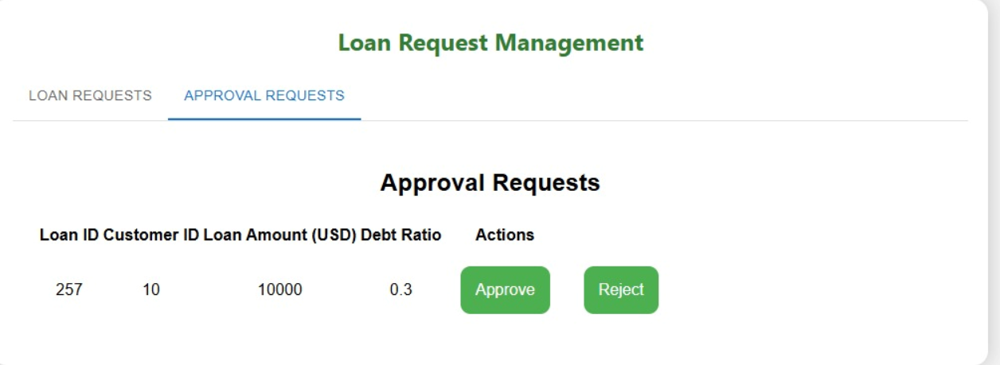 Loan Request Management
LOAN REQUESTS APPROVAL REQUESTS
Approval Requests
Loan ID Customer ID Loan Amount (USD) Debt Ratio Actions
257 10 10000 0.3 Approve Reject